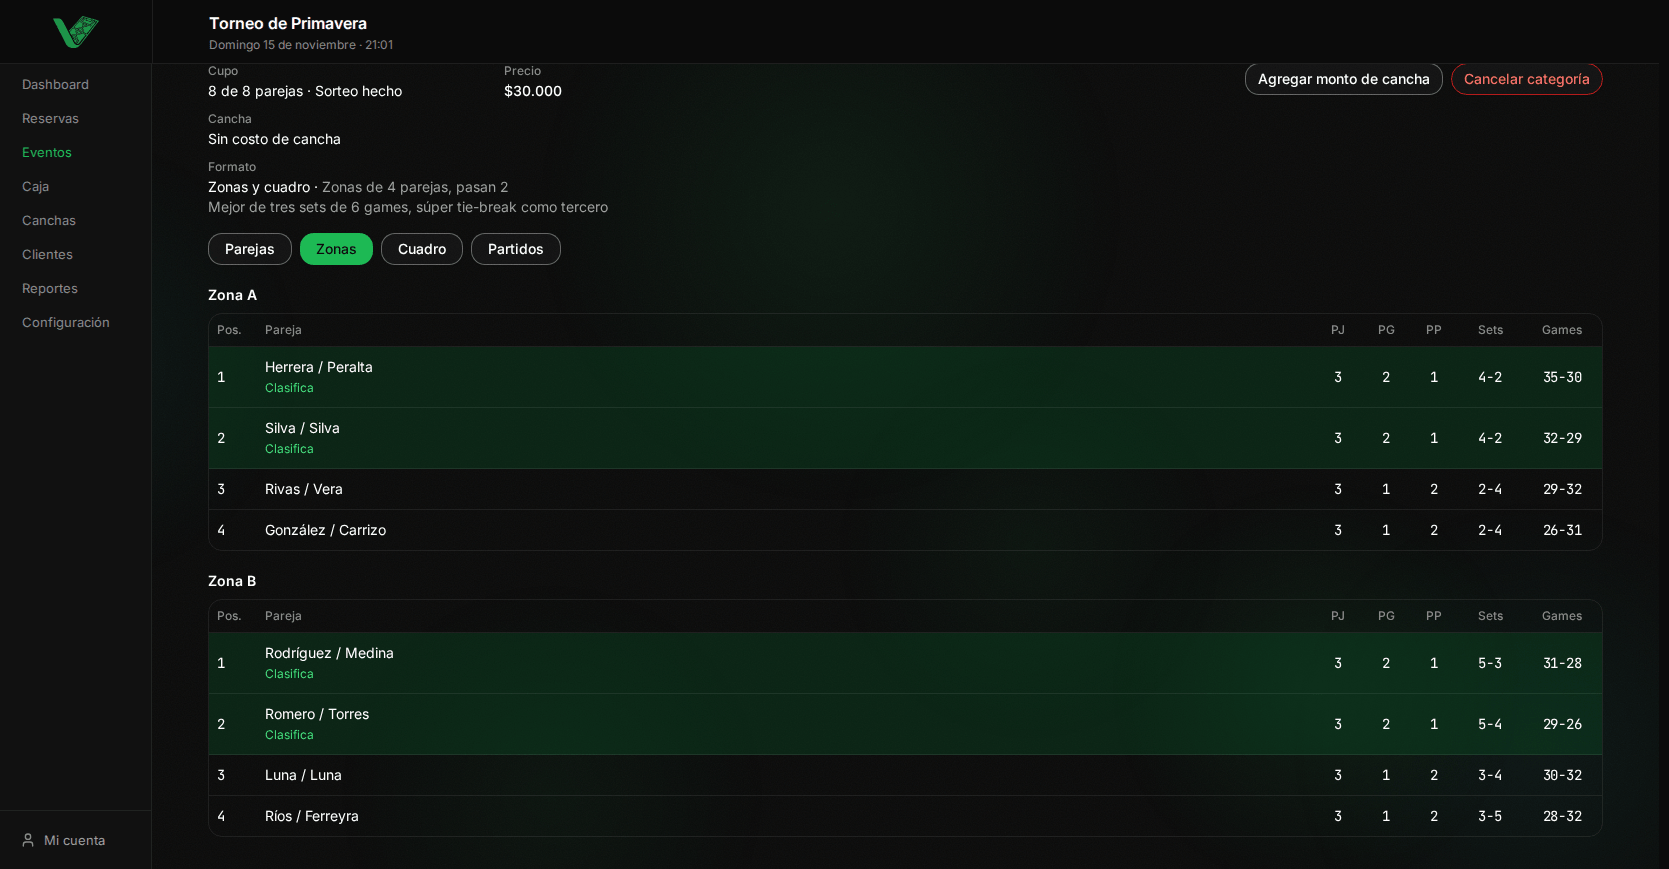 Torneo de Primavera
Domingo 15 de noviembre · 21:01
Dashboard
Reservas
Eventos
Caja
Canchas
Clientes
Reportes
Configuración
Mi cuenta
Cupo
8 de 8 parejas · Sorteo hecho
Precio
$30.000
Agregar monto de cancha
Cancelar categoría
Cancha
Sin costo de cancha
Formato
Zonas y cuadro · Zonas de 4 parejas, pasan 2
Mejor de tres sets de 6 games, súper tie-break como tercero
Parejas Zonas Cuadro Partidos
Zona A
Pos. Pareja PJ PG PP Sets Games
1 Herrera / Peralta Clasifica 3 2 1 4-2 35-30
2 Silva / Silva Clasifica 3 2 1 4-2 32-29
3 Rivas / Vera 3 1 2 2-4 29-32
4 González / Carrizo 3 1 2 2-4 26-31
Zona B
Pos. Pareja PJ PG PP Sets Games
1 Rodríguez / Medina Clasifica 3 2 1 5-3 31-28
2 Romero / Torres Clasifica 3 2 1 5-4 29-26
3 Luna / Luna 3 1 2 3-4 30-32
4 Ríos / Ferreyra 3 1 2 3-5 28-32